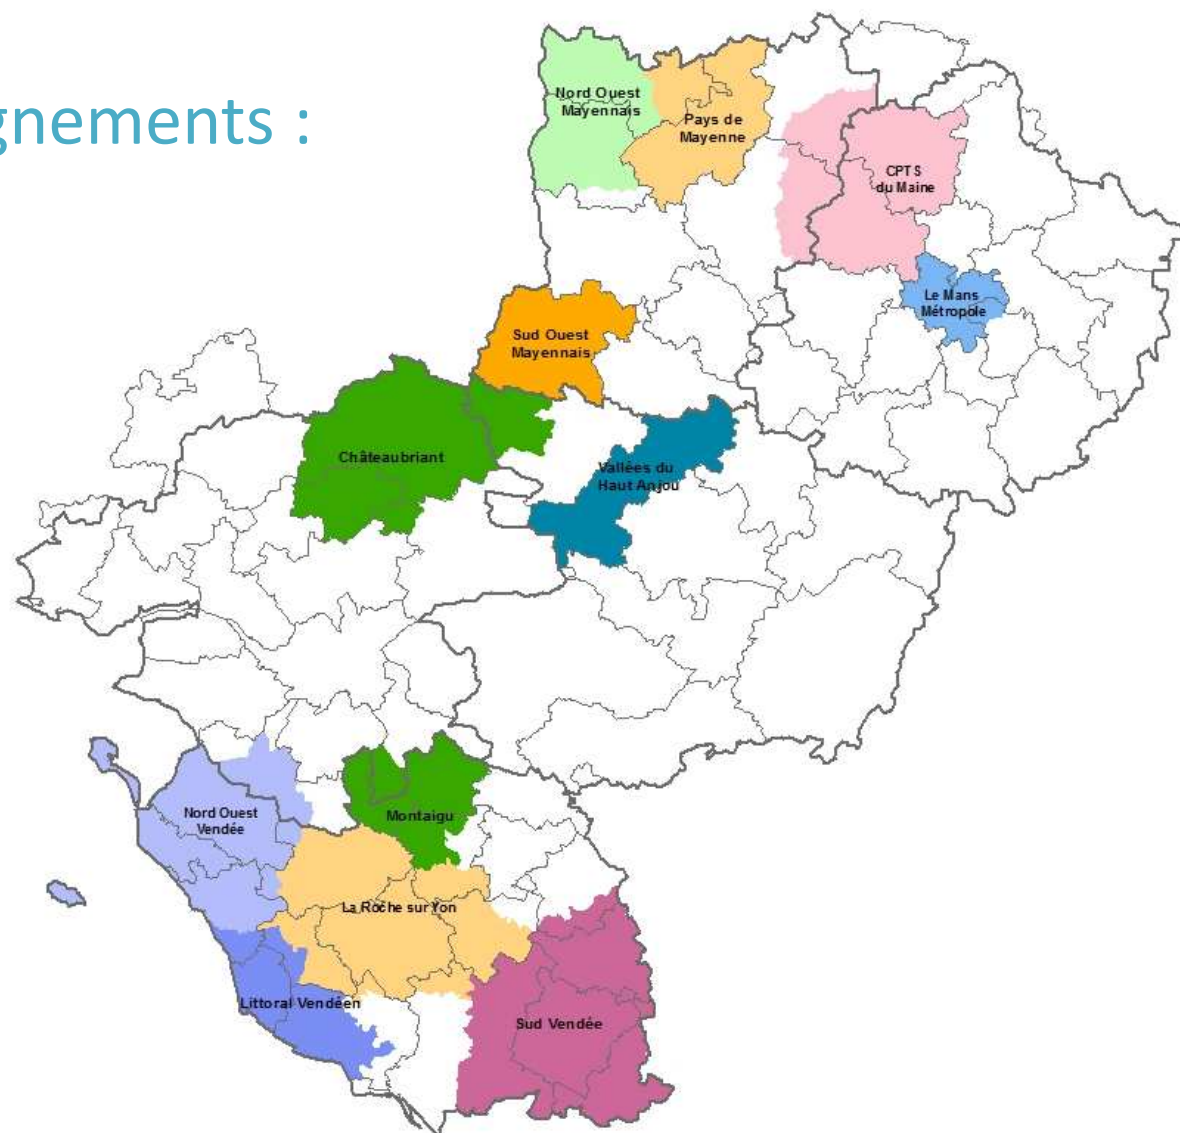 gnements :
Nord Ouest
Mayennais
Pays de
Mayenne
CPTS
du Maine
Le Mans
Métropole
Sud Ouest
Mayennais
Châteaubriant
Vallées du
Haut Anjou
Nord Ouest
Vendée
Montaigu
La Roche sur Yon
Littoral Vendéen
Sud Vendée